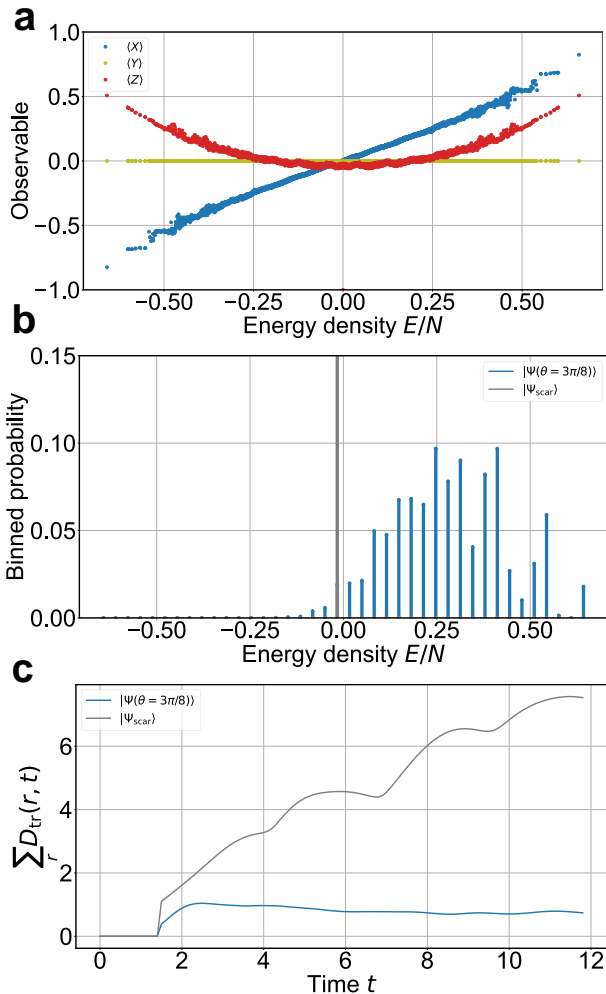 a
1.0
0.5
0.0
−0.5
−1.0
Observable
⟨X⟩
⟨Y⟩
⟨Z⟩
−0.50 −0.25 0.00 0.25 0.50
Energy density E/N
b
0.15
0.10
0.05
0.00
Binned probability
|Ψ(θ = 3π/8)⟩
|Ψscar⟩
−0.50 −0.25 0.00 0.25 0.50
Energy density E/N
c
6
4
2
0
∑r Dtr(r, t)
|Ψ(θ = 3π/8)⟩
|Ψscar⟩
0 2 4 6 8 10 12
Time t